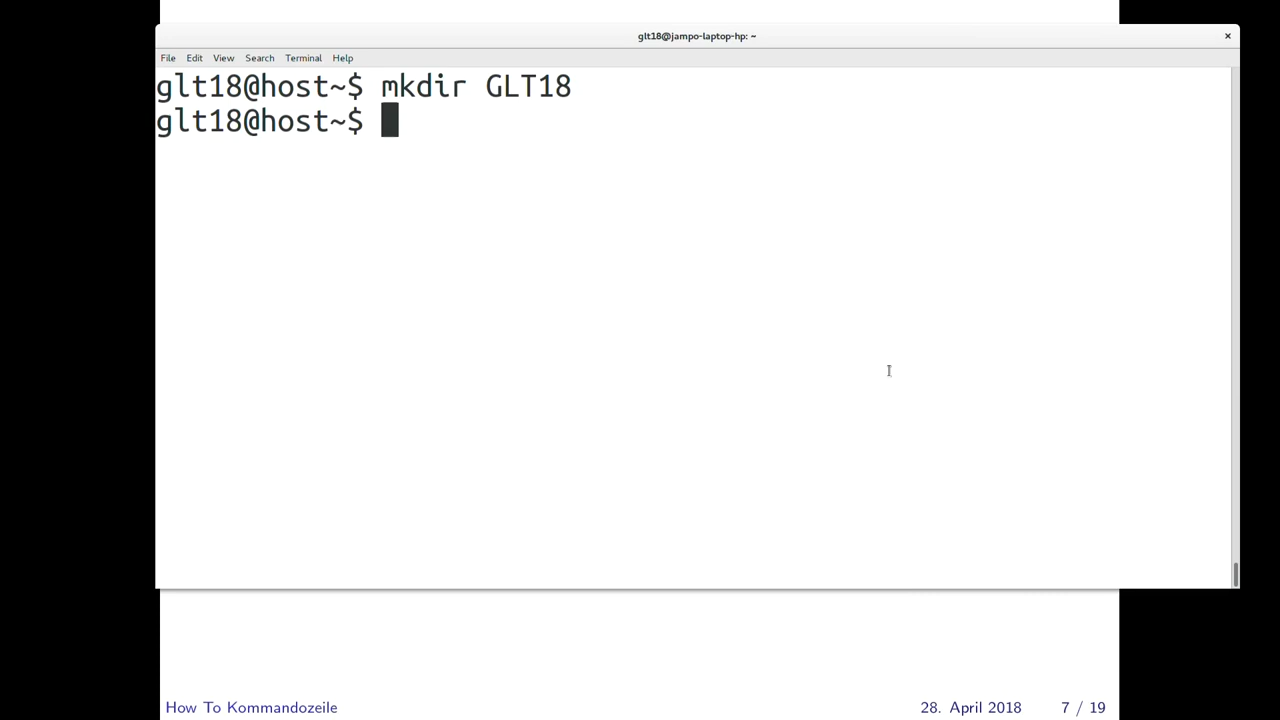 glt18@jampo-laptop-hp: ~ ×
File Edit View Search Terminal Help
glt18@host~$ mkdir GLT18
glt18@host~$
How To Kommandozeile 28. April 2018 7 / 19